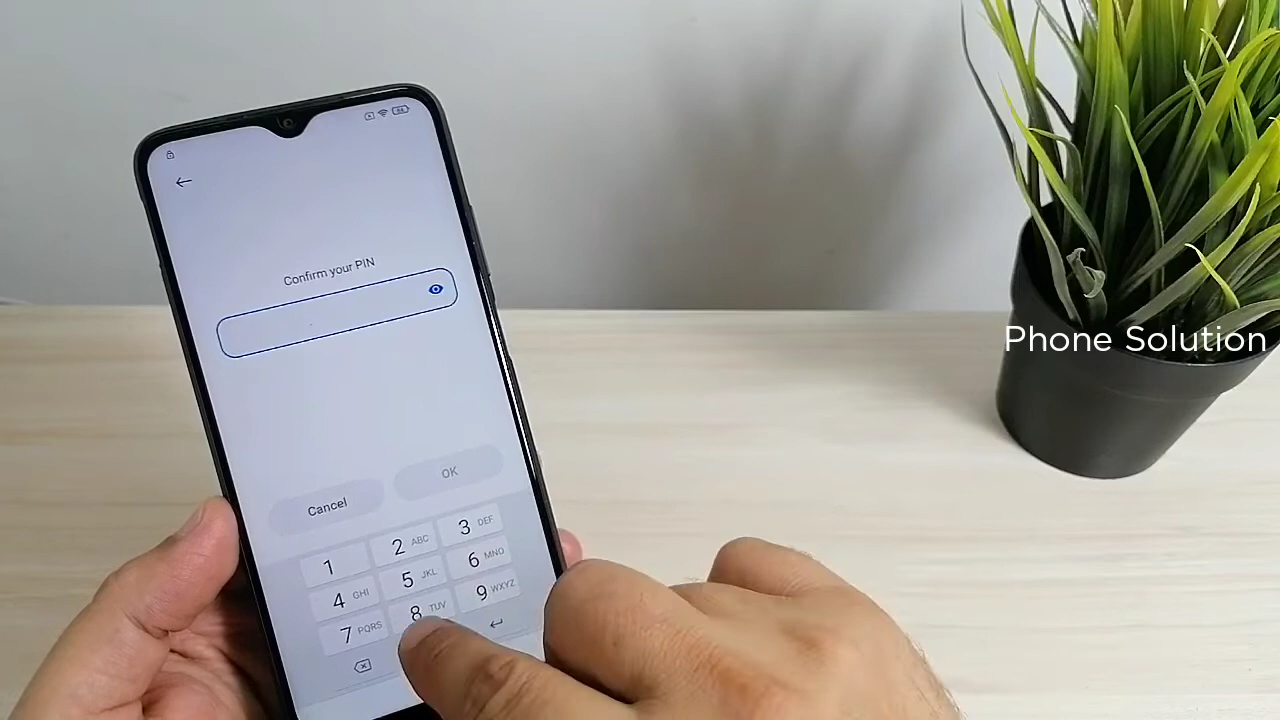 Confirm your PIN
Cancel
OK
1
2 ABC
3 DEF
4 GHI
5 JKL
6 MNO
7 PQRS
8 TUV
9 WXYZ
Phone Solution